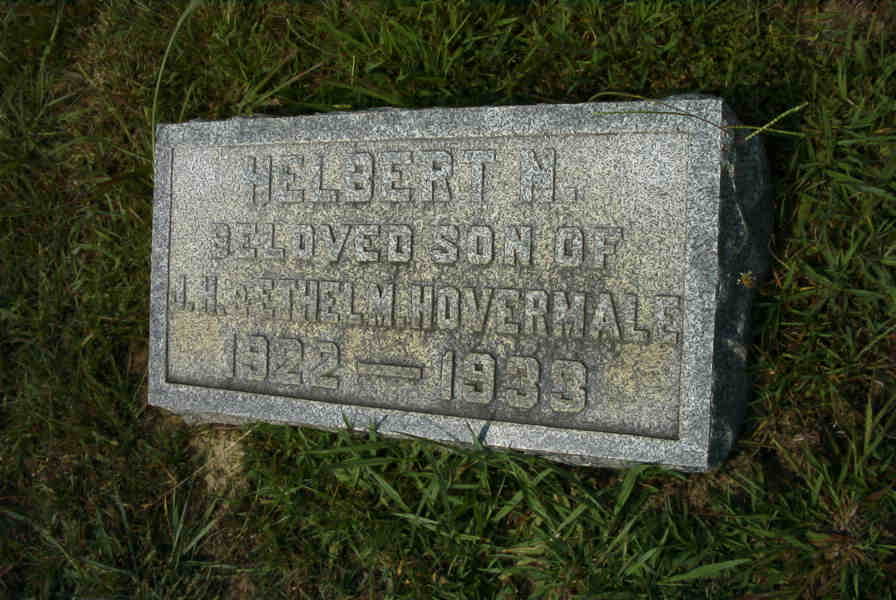 HELBERT N.
BELOVED SON OF
J.H. & ETHEL M. HOVERMALE
1922 — 1933